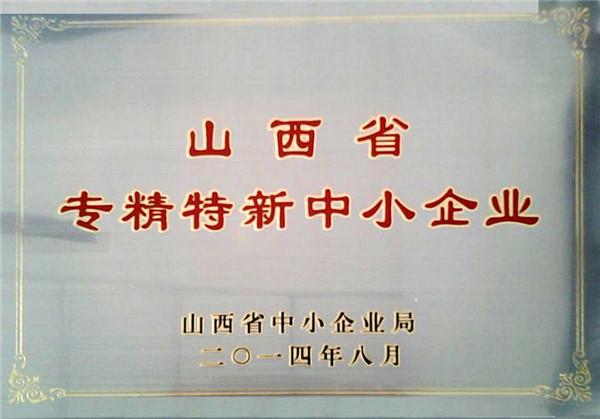 山西省
专精特新中小企业
山西省中小企业局
二〇一四年八月